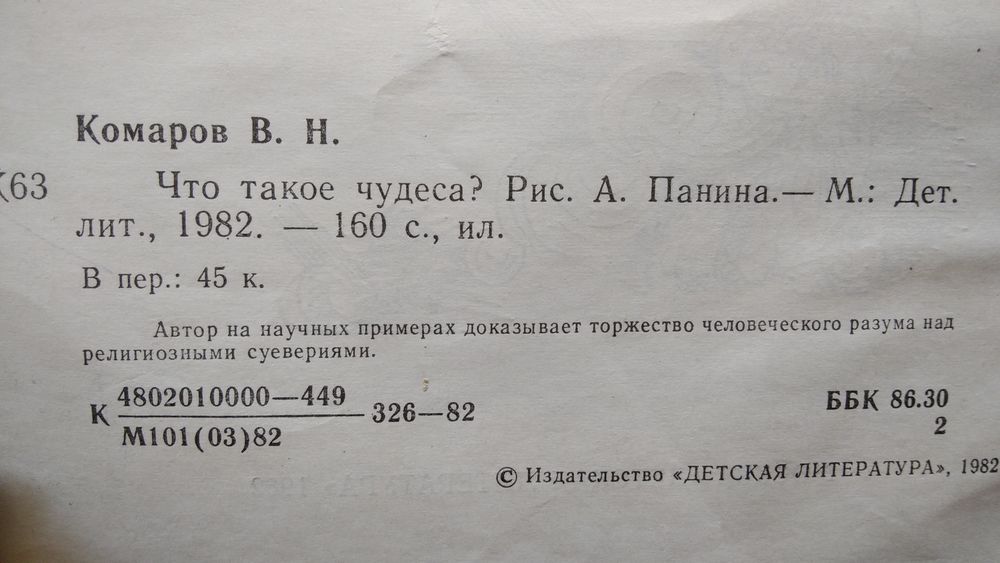 Комаров В. Н.
К63 Что такое чудеса? Рис. А. Панина.— М.: Дет.
лит., 1982. — 160 с., ил.
В пер.: 45 к.
Автор на научных примерах доказывает торжество человеческого разума над
религиозными суевериями.
К 4802010000—449 326—82
М101(03)82
ББК 86.30
2
© Издательство «ДЕТСКАЯ ЛИТЕРАТУРА», 1982